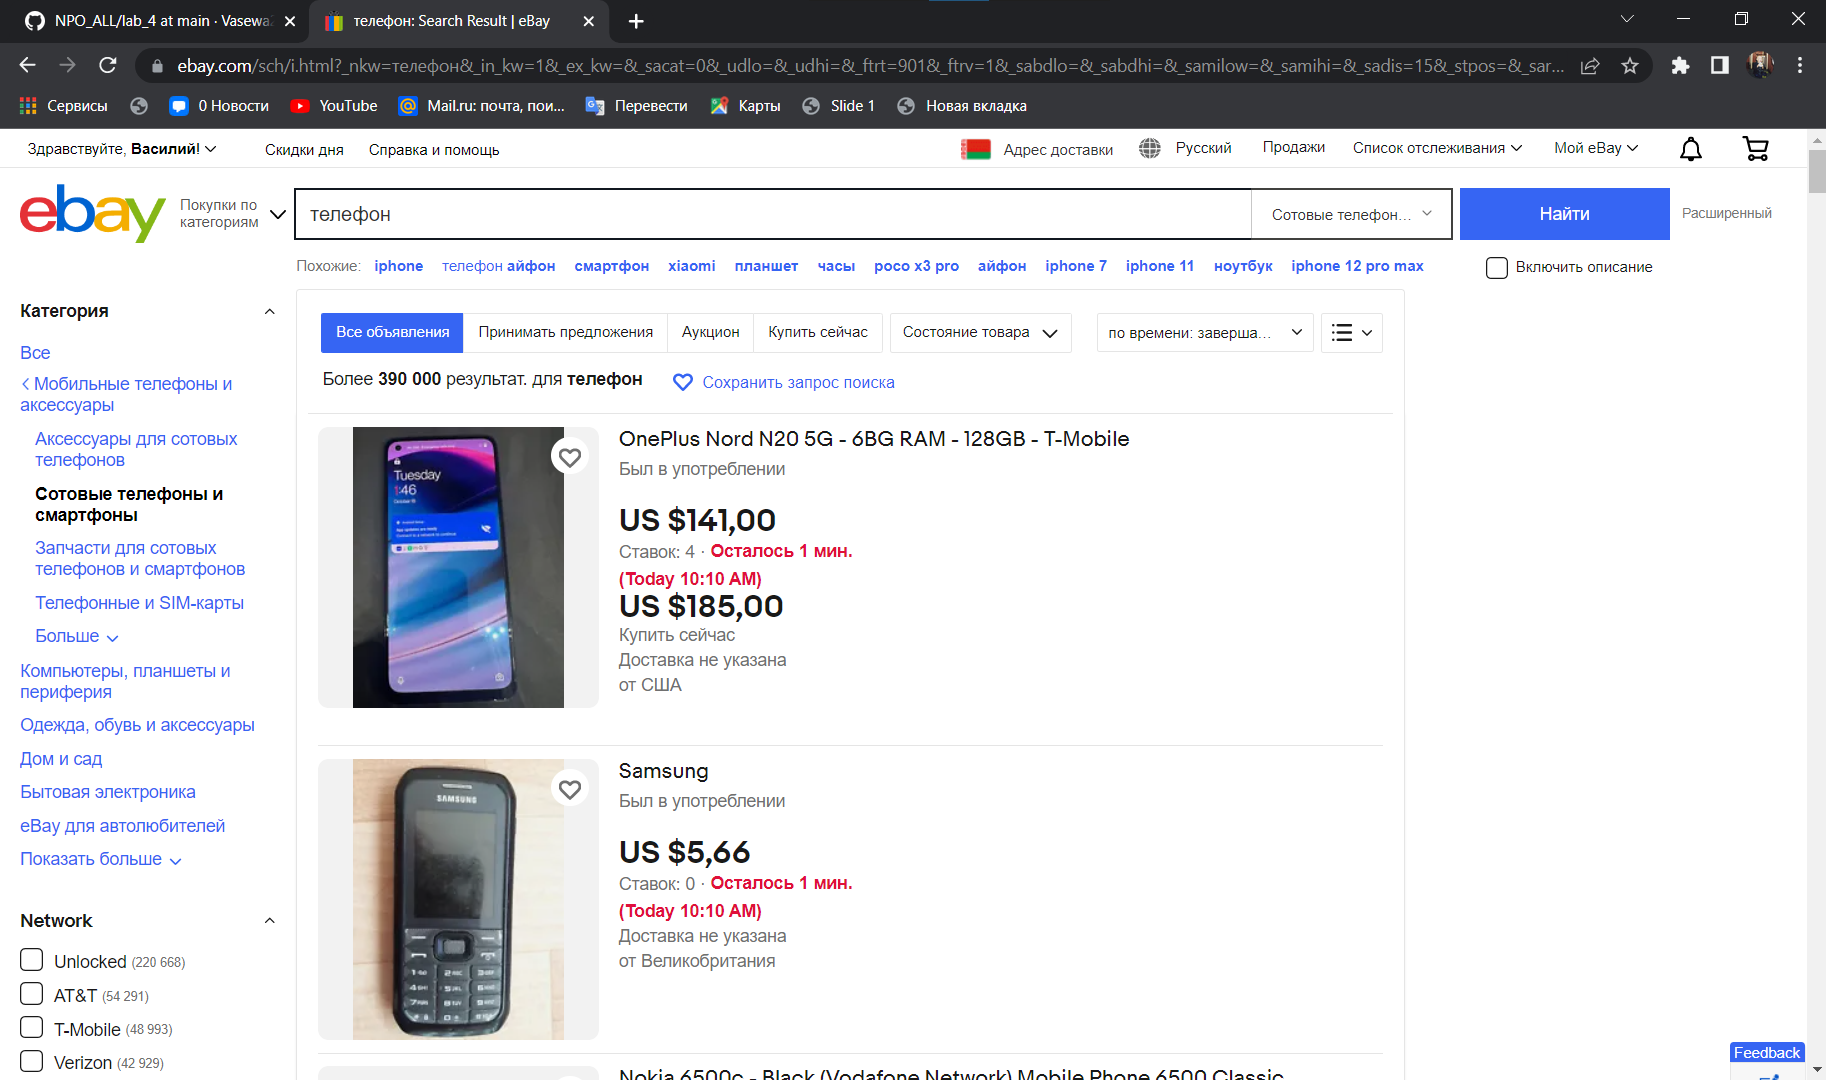 NPO_ALL/lab_4 at main · Vasewa
телефон: Search Result | eBay
ebay.com/sch/i.html?_nkw=телефон&_in_kw=1&_ex_kw=&_sacat=0&_udlo=&_udhi=&_ftrt=901&_ftrv=1&_sabdlo=&_sabdhi=&_samilow=&_samihi=&_sadis=15&_stpos=&_sar...
Сервисы
0 Новости
YouTube
Mail.ru: почта, пои...
Перевести
Карты
Slide 1
Новая вкладка
Здравствуйте, Василий!
Скидки дня
Справка и помощь
Адрес доставки
Русский
Продажи
Список отслеживания
Мой eBay
ebay
Покупки по
категориям
телефон
Сотовые телефон...
Найти
Расширенный
Похожие: iphone телефон айфон смартфон xiaomi планшет часы poco x3 pro айфон iphone 7 iphone 11 ноутбук iphone 12 pro max
Включить описание
Категория
Все
Мобильные телефоны и
аксессуары
Аксессуары для сотовых
телефонов
Сотовые телефоны и
смартфоны
Запчасти для сотовых
телефонов и смартфонов
Телефонные и SIM-карты
Больше
Компьютеры, планшеты и
периферия
Одежда, обувь и аксессуары
Дом и сад
Бытовая электроника
eBay для автолюбителей
Показать больше
Network
Unlocked (220 668)
AT&T (54 291)
T-Mobile (48 993)
Verizon (42 929)
Все объявления
Принимать предложения
Аукцион
Купить сейчас
Состояние товара
по времени: заверша...
Более 390 000 результат. для телефон
Сохранить запрос поиска
Tuesday
1:46
OnePlus Nord N20 5G - 6BG RAM - 128GB - T-Mobile
Был в употреблении
US $141,00
Ставок: 4 · Осталось 1 мин.
(Today 10:10 AM)
US $185,00
Купить сейчас
Доставка не указана
от США
SAMSUNG
Samsung
Был в употреблении
US $5,66
Ставок: 0 · Осталось 1 мин.
(Today 10:10 AM)
Доставка не указана
от Великобритания
Nokia 6500c - Black (Vodafone Network) Mobile Phone 6500 Classic
Feedback